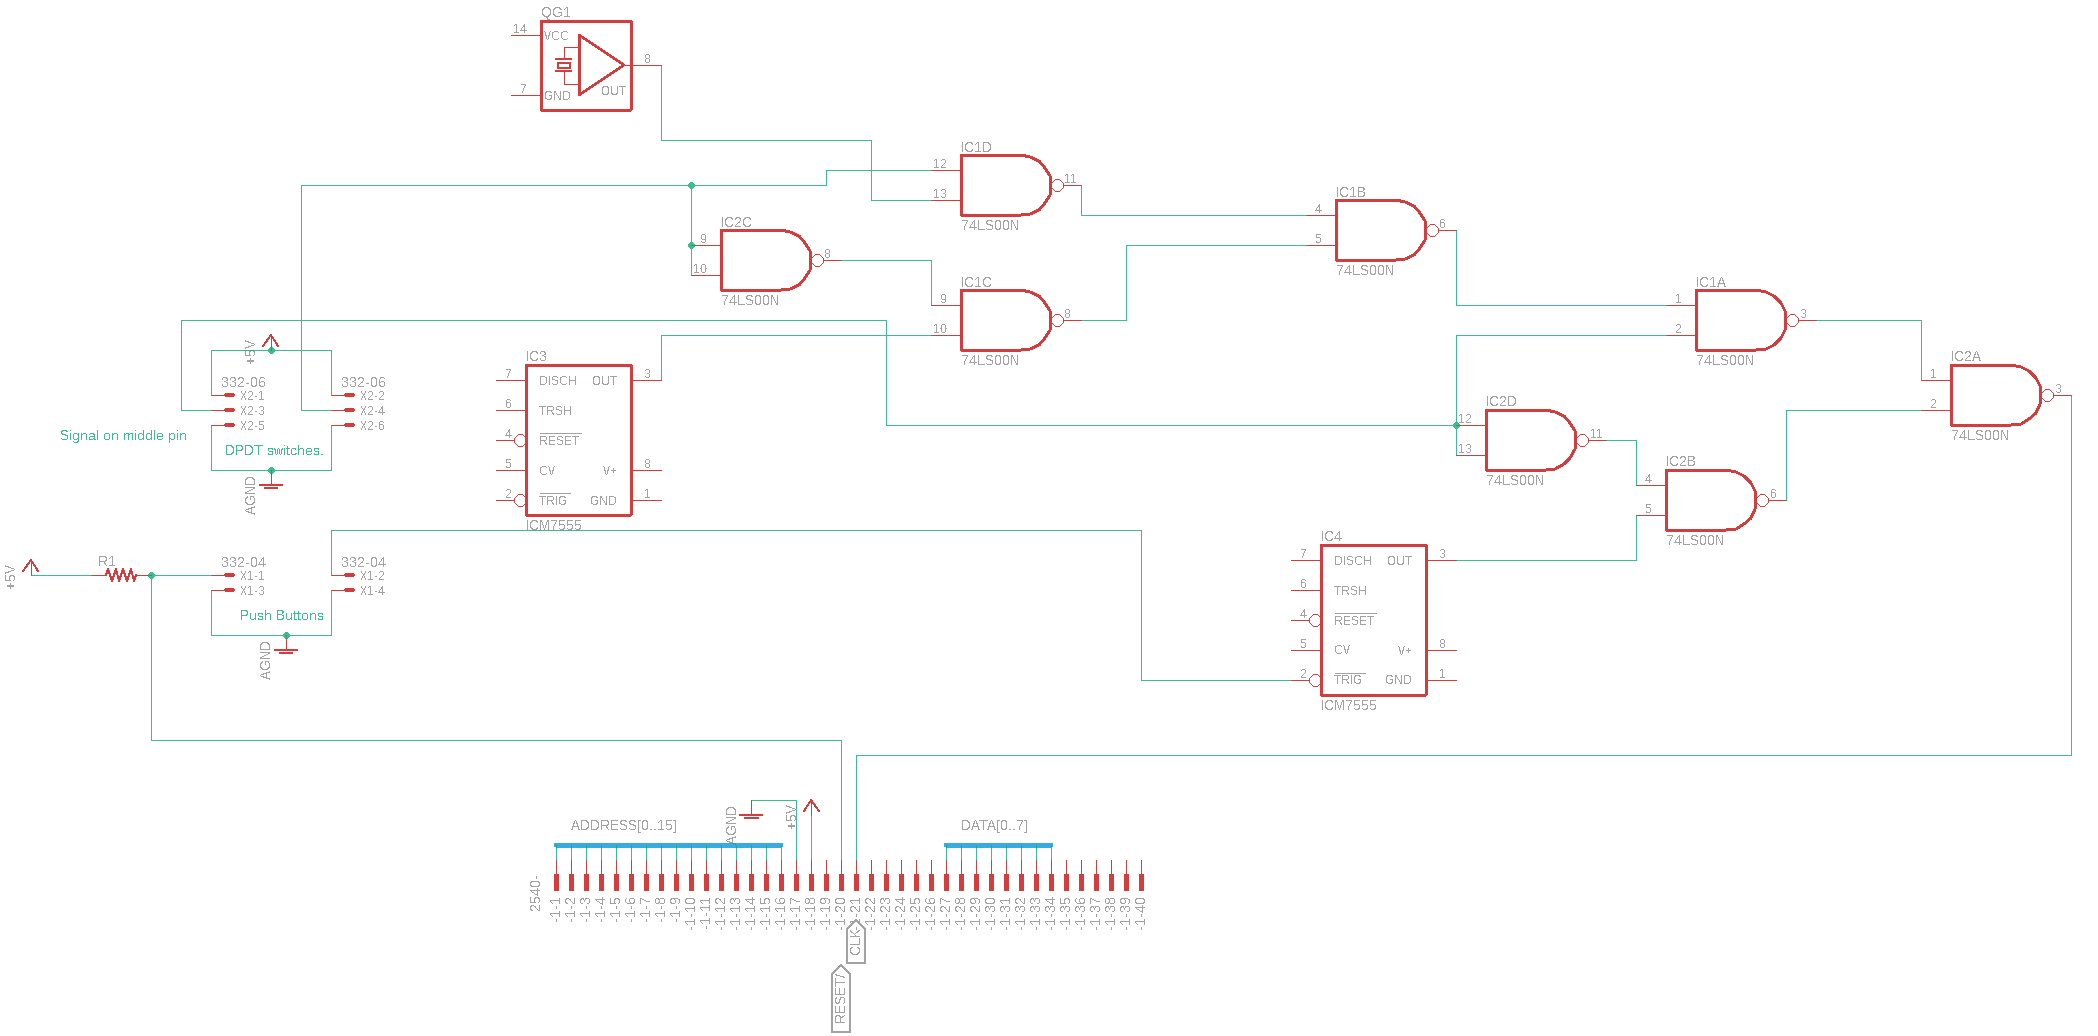 QG1
14
VCC
8
7
GND
OUT
IC1D
12
11
13
74LS00N
IC1B
4
6
5
74LS00N
IC2C
9
8
10
74LS00N
IC1C
9
8
10
74LS00N
IC1A
1
3
2
74LS00N
+5V
332-06
332-06
X2-1
X2-2
X2-3
X2-4
X2-5
X2-6
Signal on middle pin
DPDT switches.
AGND
IC3
7
DISCH
OUT
3
6
TRSH
4
RESET
5
CV
V+
8
2
TRIG
GND
1
ICM7555
IC2A
1
3
2
74LS00N
IC2D
12
11
13
74LS00N
IC2B
4
6
5
74LS00N
+5V
R1
332-04
332-04
X1-1
X1-2
X1-3
X1-4
Push Buttons
AGND
IC4
7
DISCH
OUT
3
6
TRSH
4
RESET
5
CV
V+
8
2
TRIG
GND
1
ICM7555
AGND
+5V
ADDRESS[0..15]
DATA[0..7]
2540-
-1-1
-1-2
-1-3
-1-4
-1-5
-1-6
-1-7
-1-8
-1-9
-1-10
-1-11
-1-12
-1-13
-1-14
-1-15
-1-16
-1-17
-1-18
-1-19
-1-20
-1-21
-1-22
-1-23
-1-24
-1-25
-1-26
-1-27
-1-28
-1-29
-1-30
-1-31
-1-32
-1-33
-1-34
-1-35
-1-36
-1-37
-1-38
-1-39
-1-40
CLK
RESET/